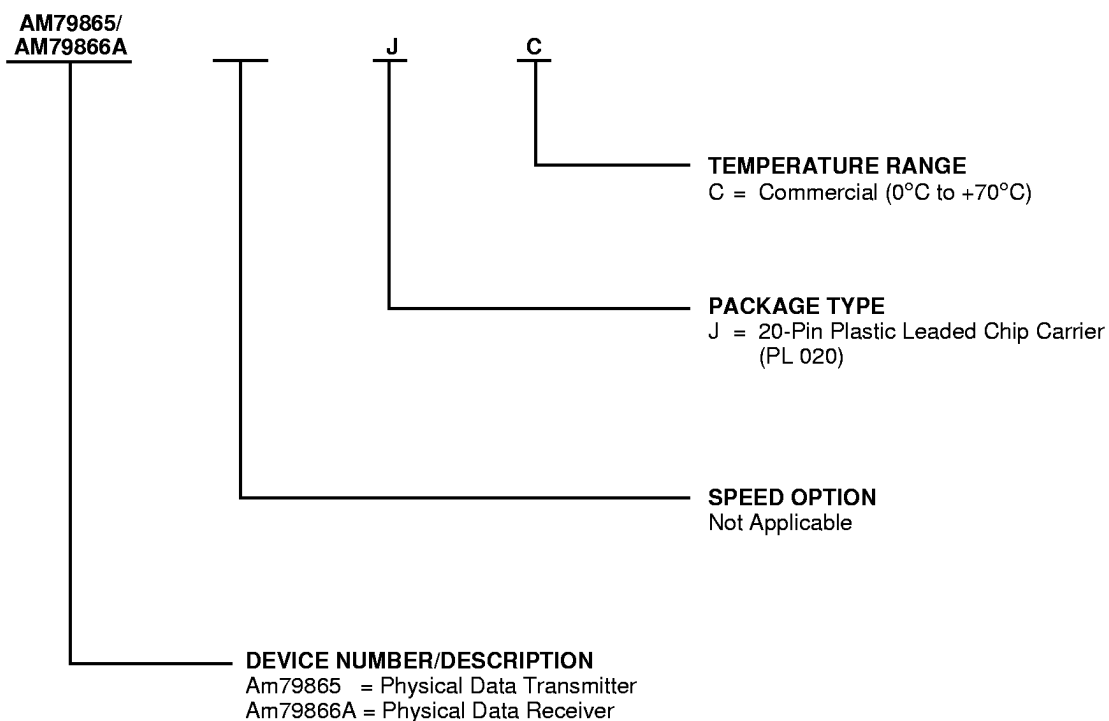 AM79865/
AM79866A
J
C
TEMPERATURE RANGE
C = Commercial (0°C to +70°C)
PACKAGE TYPE
J = 20-Pin Plastic Leaded Chip Carrier
(PL 020)
SPEED OPTION
Not Applicable
DEVICE NUMBER/DESCRIPTION
Am79865 = Physical Data Transmitter
Am79866A = Physical Data Receiver